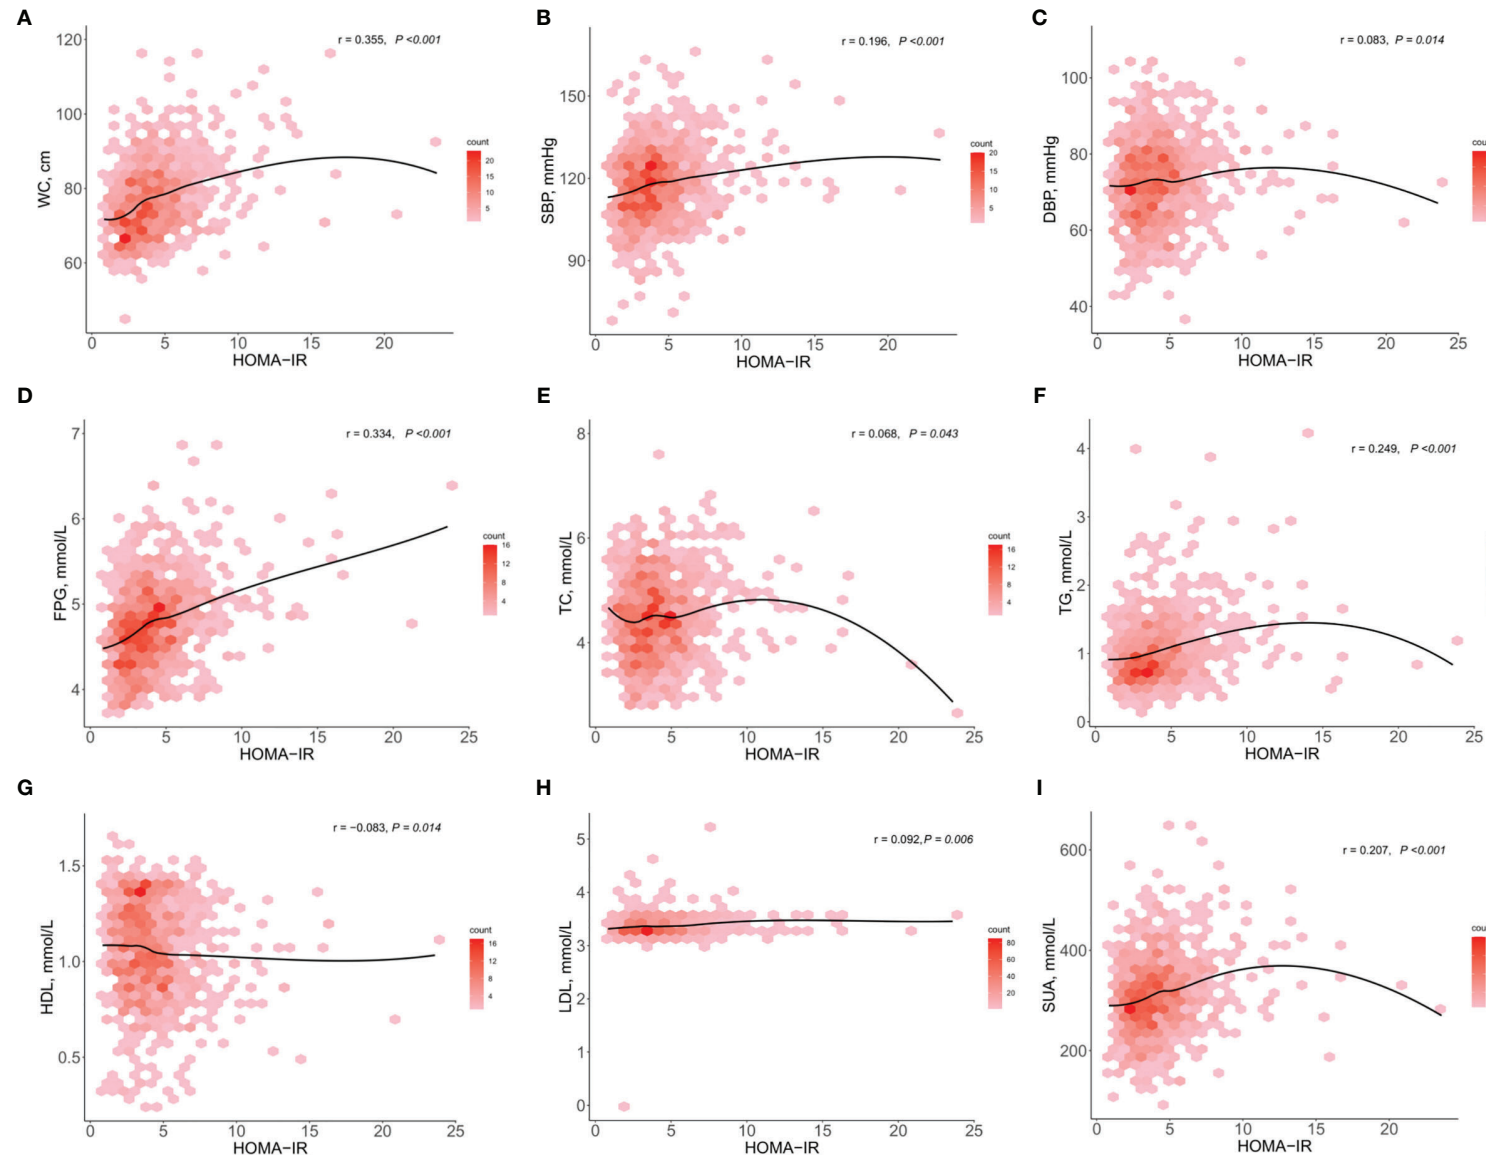 A
r = 0.355, P <0.001
WC, cm
120
100
80
60
0 5 10 15 20
HOMA−IR
count
20
15
10
5
B
r = 0.196, P <0.001
SBP, mmHg
150
120
90
0 5 10 15 20
HOMA−IR
count
20
15
10
5
C
r = 0.083, P = 0.014
DBP, mmHg
100
80
60
40
0 5 10 15 20 25
HOMA−IR
cou
D
r = 0.334, P <0.001
FPG, mmol/L
7
6
5
4
0 5 10 15 20 25
HOMA−IR
count
16
12
8
4
E
r = 0.068, P = 0.043
TC, mmol/L
8
6
4
0 5 10 15 20 25
HOMA−IR
count
16
12
8
4
F
r = 0.249, P <0.001
TG, mmol/L
4
3
2
1
0
0 5 10 15 20 25
HOMA−IR
G
r = −0.083, P = 0.014
HDL, mmol/L
1.5
1.0
0.5
0 5 10 15 20 25
HOMA−IR
count
16
12
8
4
H
r = 0.092, P = 0.006
LDL, mmol/L
5
4
3
2
1
0
0 5 10 15 20 25
HOMA−IR
count
80
60
40
20
I
r = 0.207, P <0.001
SUA, mmol/L
600
400
200
0 5 10 15 20
HOMA−IR
cou